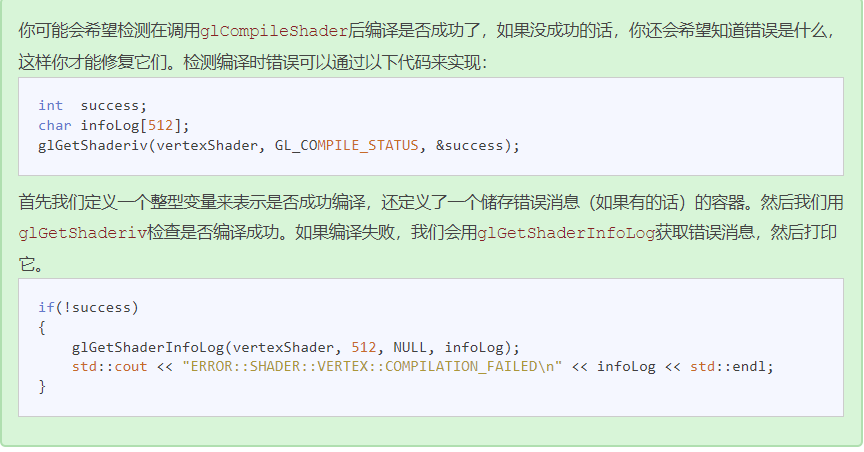 你可能会希望检测在调用glCompileShader后编译是否成功了，如果没成功的话，你还会希望知道错误是什么，
这样你才能修复它们。检测编译时错误可以通过以下代码来实现：
int  success;
char infoLog[512];
glGetShaderiv(vertexShader, GL_COMPILE_STATUS, &success);
首先我们定义一个整型变量来表示是否成功编译，还定义了一个储存错误消息（如果有的话）的容器。然后我们用
glGetShaderiv检查是否编译成功。如果编译失败，我们会用glGetShaderInfoLog获取错误消息，然后打印
它。
if(!success)
{
    glGetShaderInfoLog(vertexShader, 512, NULL, infoLog);
    std::cout << "ERROR::SHADER::VERTEX::COMPILATION_FAILED\n" << infoLog << std::endl;
}